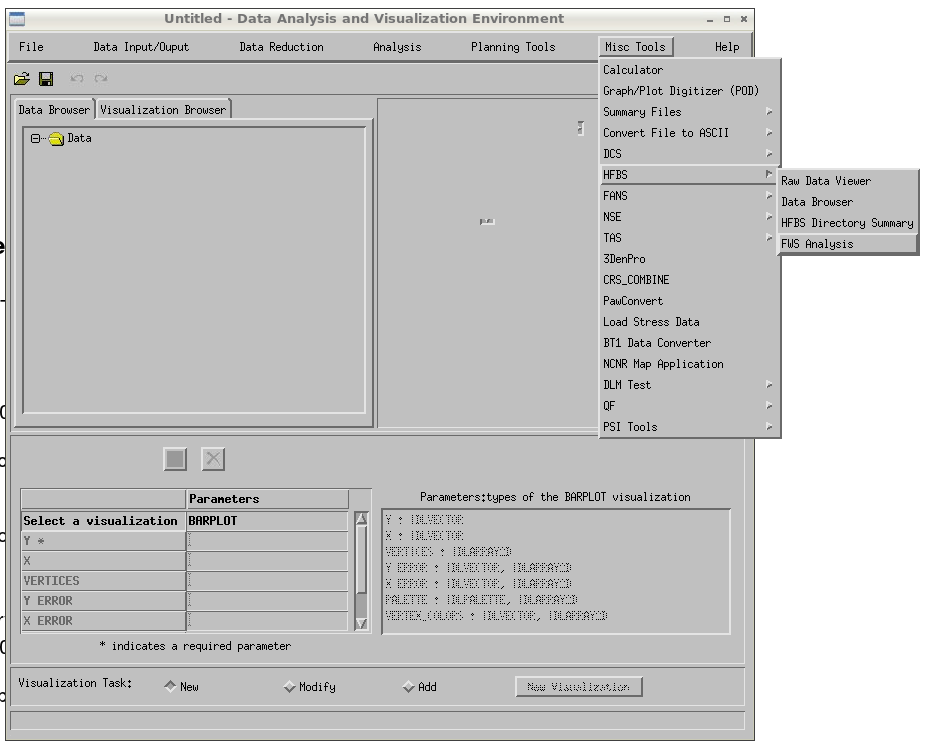 Untitled - Data Analysis and Visualization Environment
File Data Input/Ouput Data Reduction Analysis Planning Tools Misc Tools Help
Data Browser Visualization Browser
Data
Calculator
Graph/Plot Digitizer (POD)
Summary Files
Convert File to ASCII
DCS
HFBS
FANS
NSE
TAS
3DenPro
CRS_COMBINE
PawConvert
Load Stress Data
BT1 Data Converter
NCNR Map Application
DLM Test
QF
PSI Tools
Raw Data Viewer
Data Browser
HFBS Directory Summary
FWS Analysis
Parameters
Select a visualization BARPLOT
Y *
X
VERTICES
Y ERROR
X ERROR
* indicates a required parameter
Parameters:types of the BARPLOT visualization
Y : IDLVECTOR
X : IDLVECTOR
VERTICES : IDLARRAY2D
Y ERROR : IDLVECTOR, IDLARRAY2D
X ERROR : IDLVECTOR, IDLARRAY2D
PALETTE : IDLPALETTE, IDLARRAY2D
VERTEX_COLORS : IDLVECTOR, IDLARRAY2D
Visualization Task: New Modify Add New Visualization